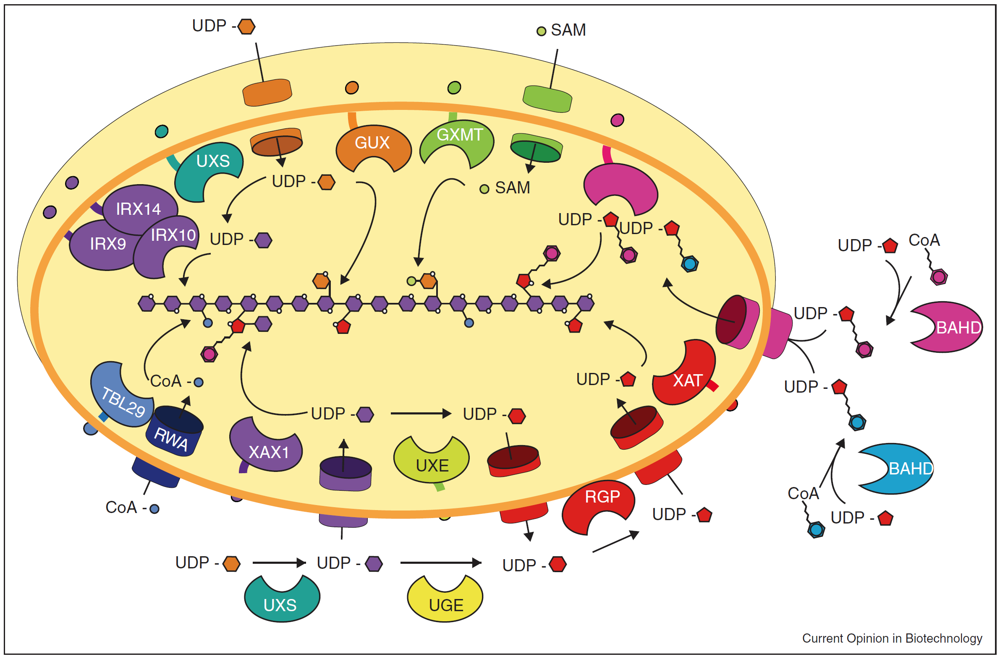 UDP -
SAM
GUX
GXMT
UXS
UDP -
SAM
IRX14
IRX10
IRX9
UDP -
UDP -
UDP -
UDP -
CoA
UDP -
BAHD
CoA -
TBL29
RWA
UDP -
XAT
UDP -
UDP -
UDP -
XAX1
UXE
BAHD
CoA
UDP -
CoA -
RGP
UDP -
UDP -
UDP -
UDP -
UXS
UGE
Current Opinion in Biotechnology